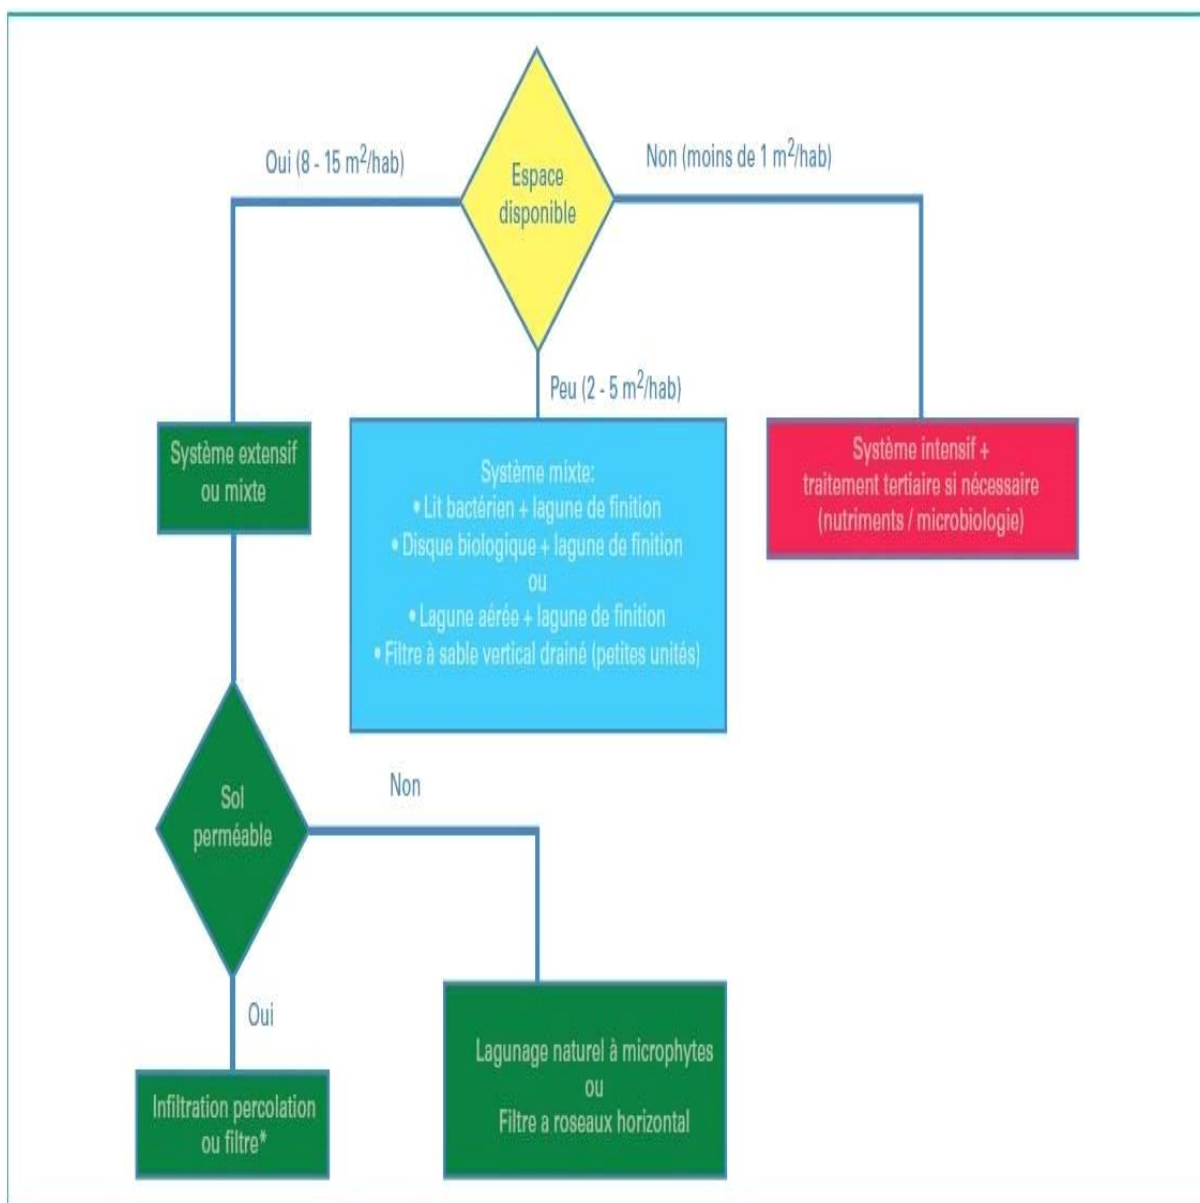 Oui (8 - 15 m²/hab)
Espace
disponible
Non (moins de 1 m²/hab)
Peu (2 - 5 m²/hab)
Système extensif
ou mixte
Système mixte:
• Lit bactérien + lagune de finition
• Disque biologique + lagune de finition
ou
• Lagune aérée + lagune de finition
• Filtre à sable vertical drainé (petites unités)
Système intensif +
traitement tertiaire si nécessaire
(nutriments / microbiologie)
Sol
perméable
Non
Oui
Infiltration percolation
ou filtre*
Lagunage naturel à microphytes
ou
Filtre a roseaux horizontal